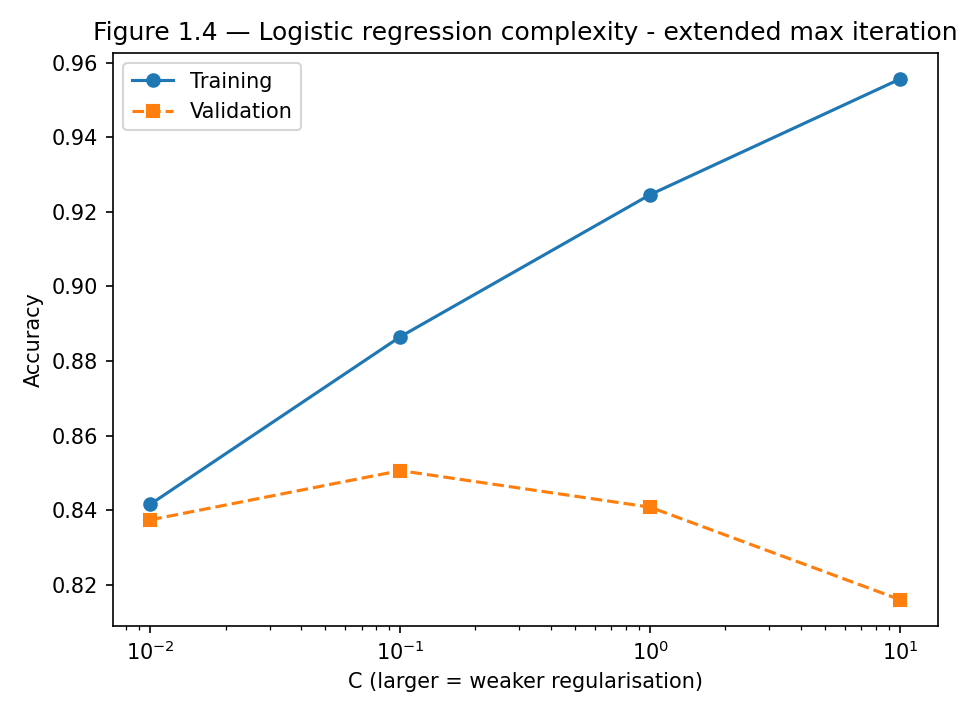 Figure 1.4 — Logistic regression complexity - extended max iteration
Training
Validation
Accuracy
0.96
0.94
0.92
0.90
0.88
0.86
0.84
0.82
10⁻² 10⁻¹ 10⁰ 10¹
C (larger = weaker regularisation)